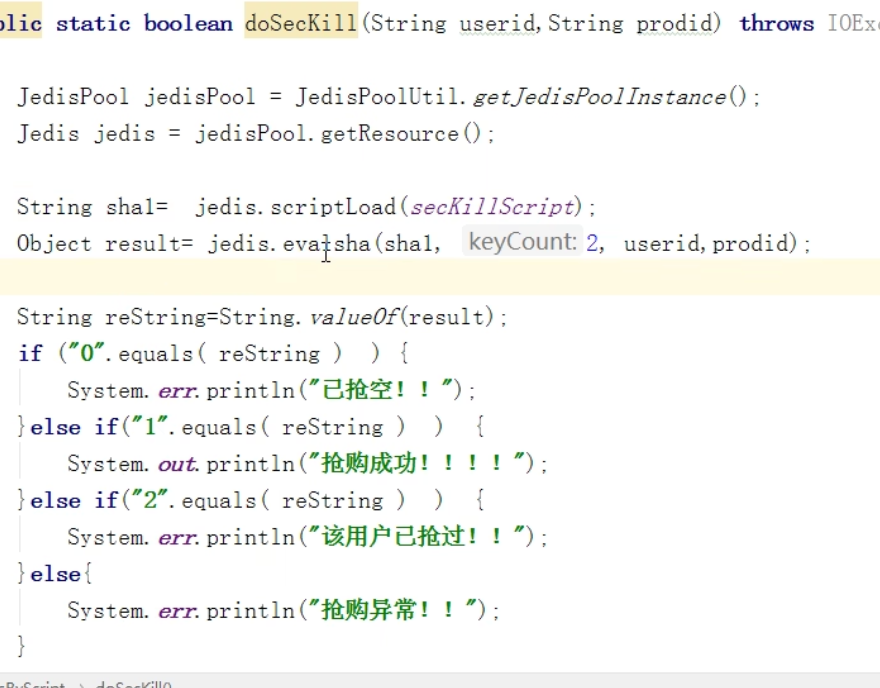 blic static boolean doSecKill(String userid,String prodid) throws IOEx
JedisPool jedisPool = JedisPoolUtil.getJedisPoolInstance();
Jedis jedis = jedisPool.getResource();
String sha1= jedis.scriptLoad(secKillScript);
Object result= jedis.evalsha(sha1, keyCount: 2, userid,prodid);
String reString=String.valueOf(result);
if ("0".equals( reString ) ) {
System.err.println("已抢空！！");
}else if("1".equals( reString ) ) {
System.out.println("抢购成功！！！！");
}else if("2".equals( reString ) ) {
System.err.println("该用户已抢过！！");
}else{
System.err.println("抢购异常！！");
}